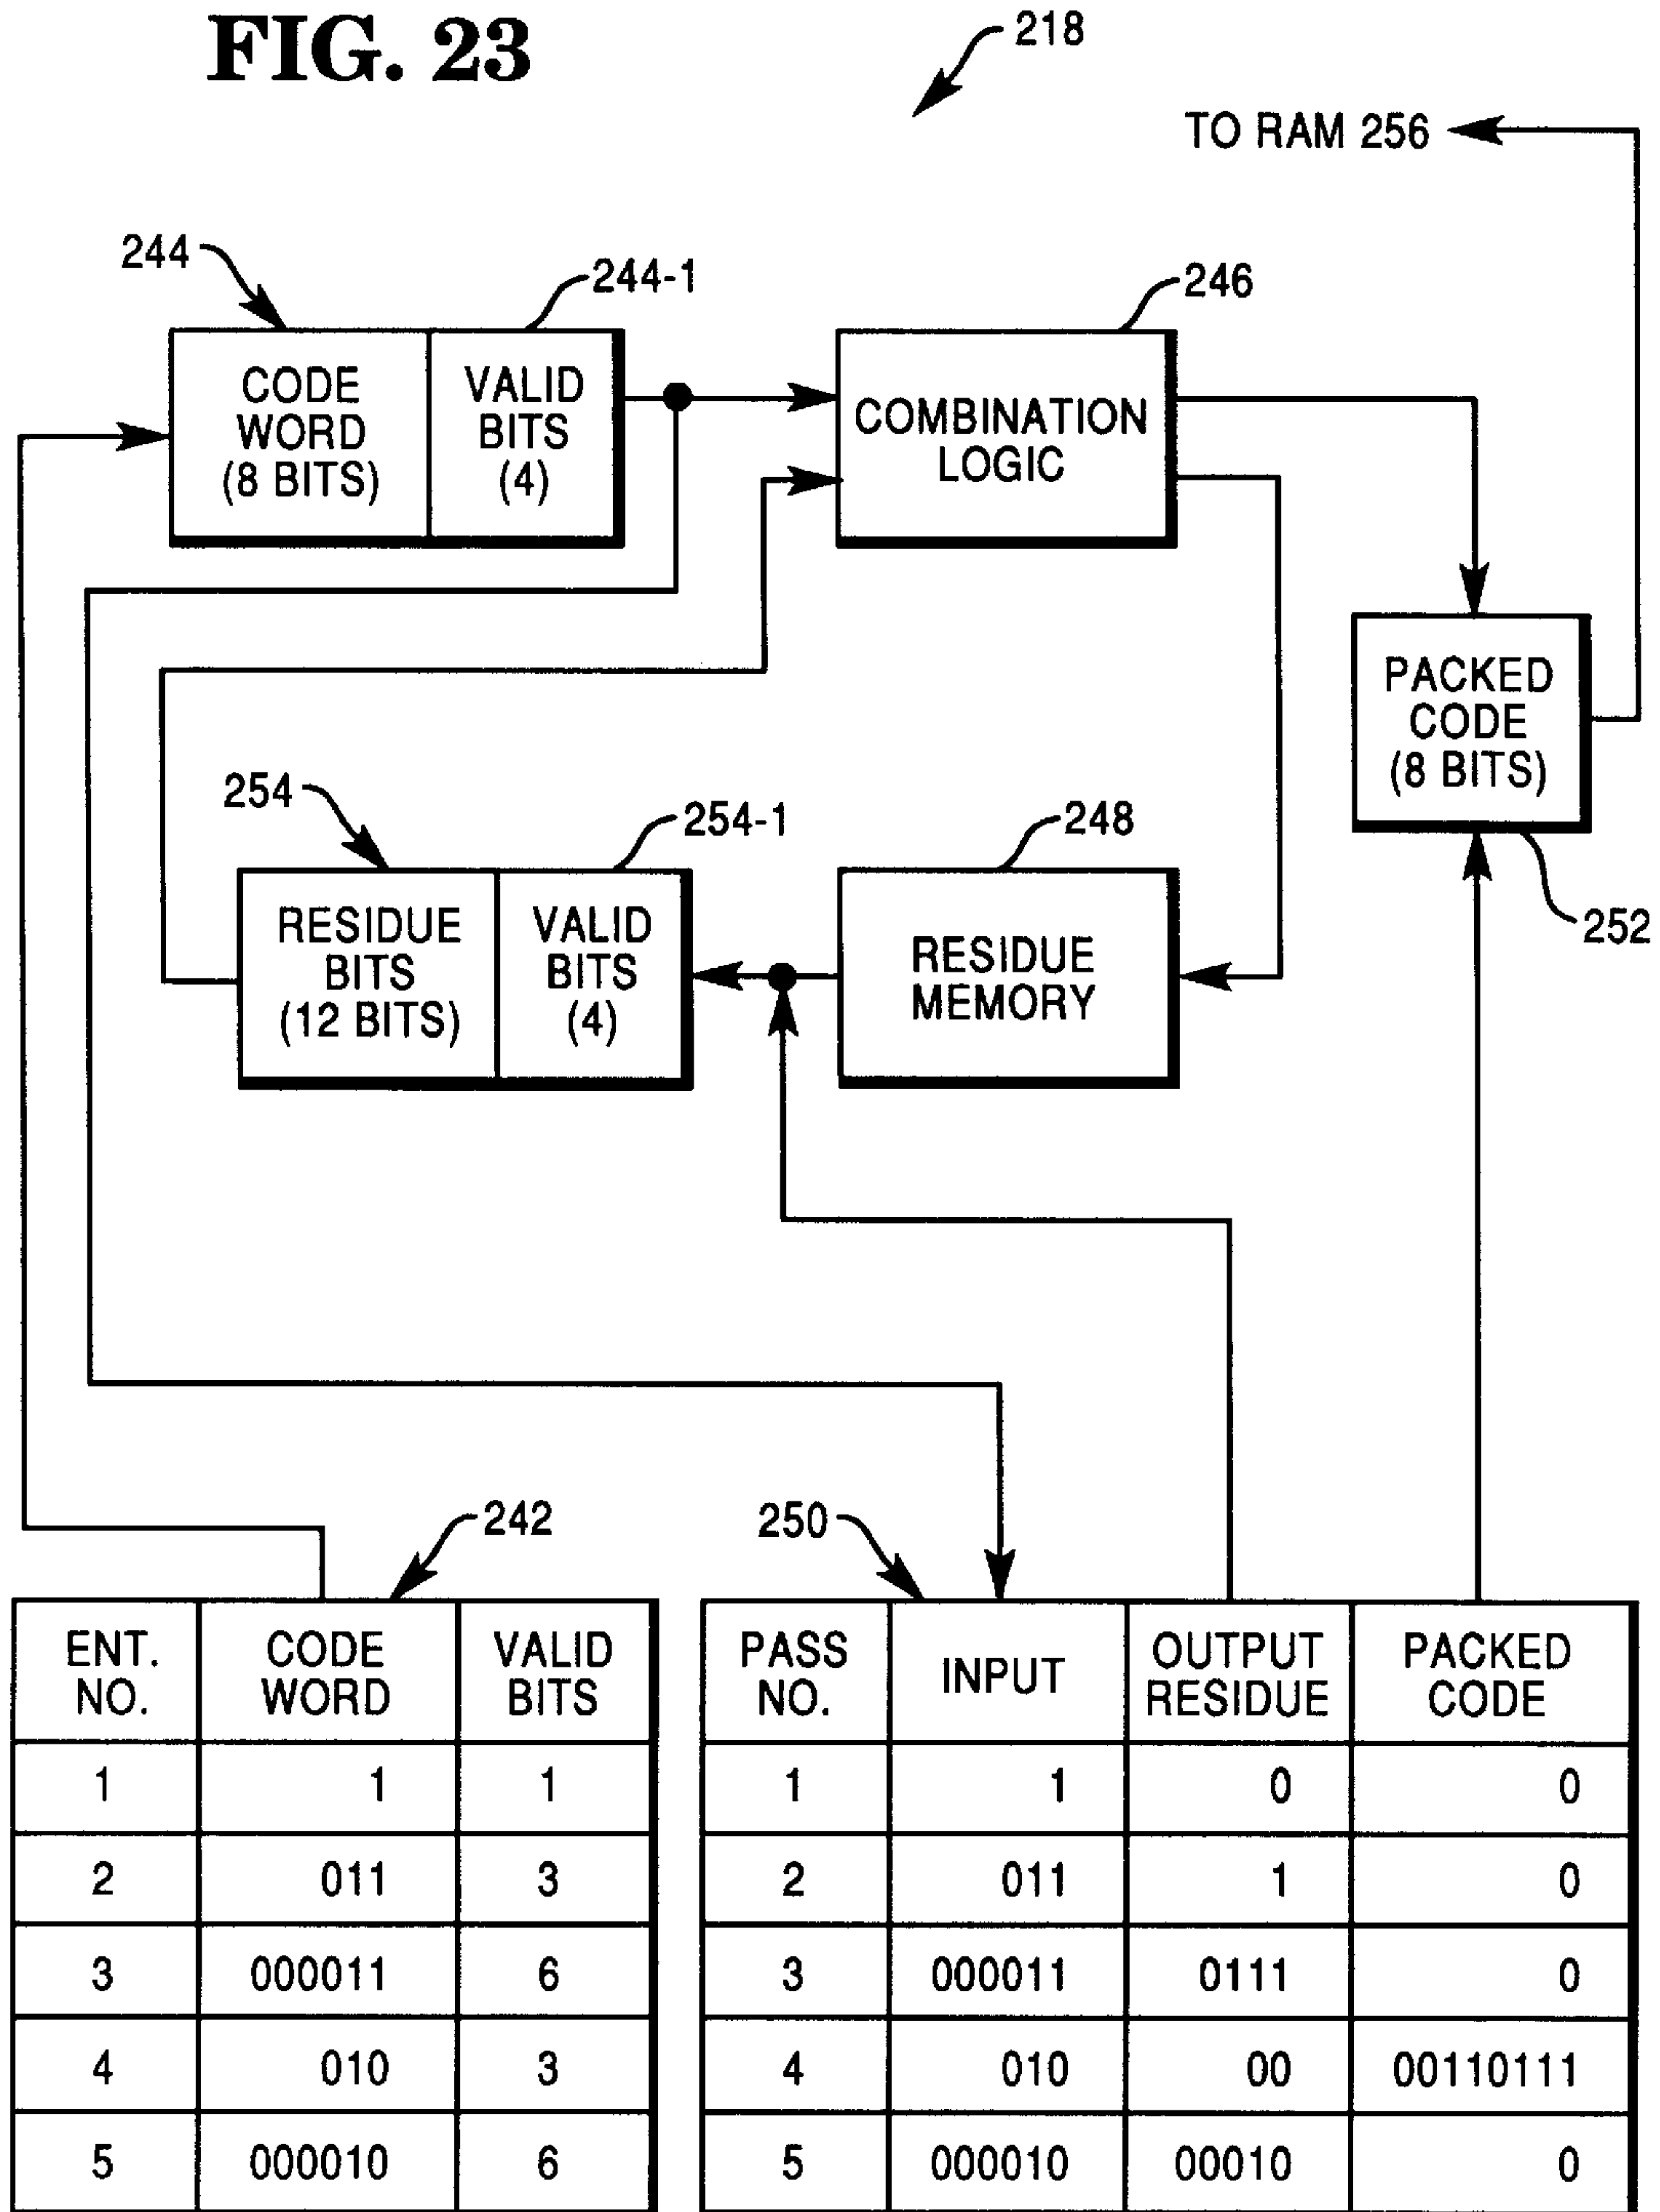 FIG. 23
218
TO RAM 256
244
244-1
246
CODE
WORD
(8 BITS)
VALID
BITS
(4)
COMBINATION
LOGIC
PACKED
CODE
(8 BITS)
252
254
254-1
248
RESIDUE
BITS
(12 BITS)
VALID
BITS
(4)
RESIDUE
MEMORY
242
ENT. NO. CODE WORD VALID BITS
1 1 1
2 011 3
3 000011 6
4 010 3
5 000010 6
250
PASS NO. INPUT OUTPUT RESIDUE PACKED CODE
1 1 0 0
2 011 1 0
3 000011 0111 0
4 010 00 00110111
5 000010 00010 0